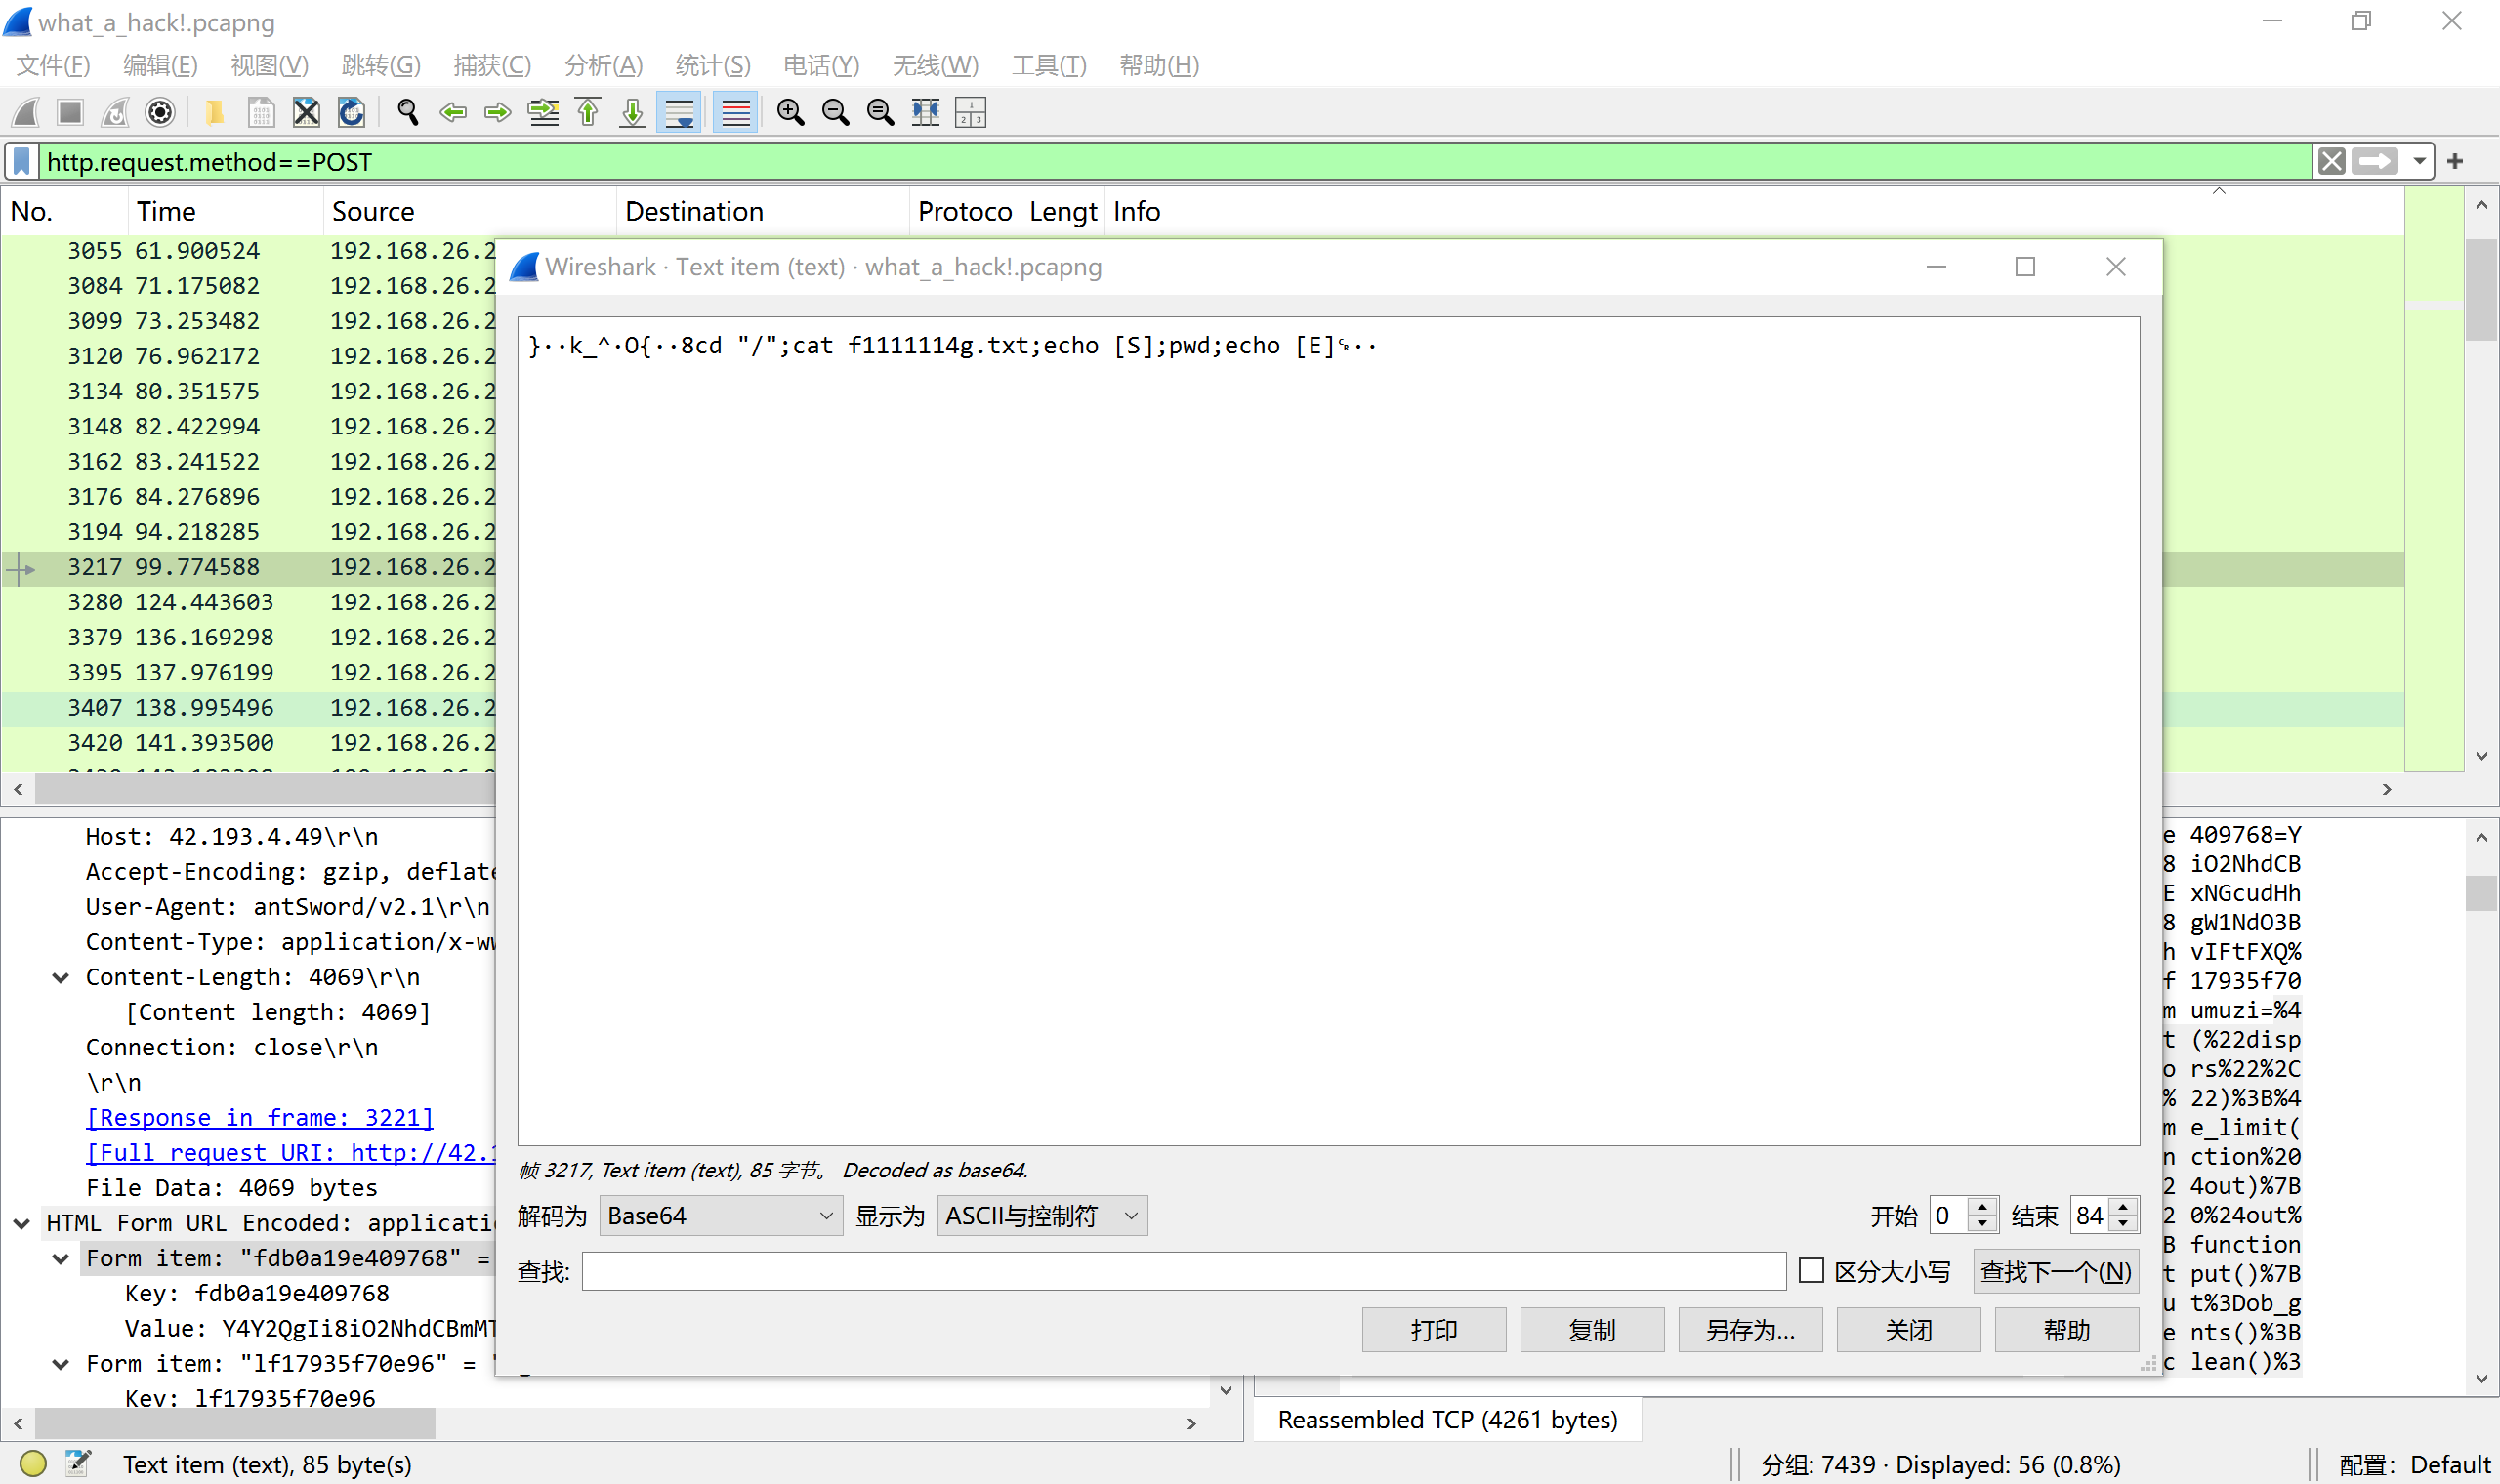 what_a_hack!.pcapng
文件(F) 编辑(E) 视图(V) 跳转(G) 捕获(C) 分析(A) 统计(S) 电话(Y) 无线(W) 工具(T) 帮助(H)
http.request.method==POST
No. Time Source Destination Protoco Lengt Info
3055 61.900524 192.168.26.2
3084 71.175082 192.168.26.2
3099 73.253482 192.168.26.2
3120 76.962172 192.168.26.2
3134 80.351575 192.168.26.2
3148 82.422994 192.168.26.2
3162 83.241522 192.168.26.2
3176 84.276896 192.168.26.2
3194 94.218285 192.168.26.2
3217 99.774588 192.168.26.2
3280 124.443603 192.168.26.2
3379 136.169298 192.168.26.2
3395 137.976199 192.168.26.2
3407 138.995496 192.168.26.2
3420 141.393500 192.168.26.2
Wireshark · Text item (text) · what_a_hack!.pcapng
}··k_^·O{··8cd "/";cat f1111114g.txt;echo [S];pwd;echo [E]␍··
帧 3217, Text item (text), 85 字节。 Decoded as base64.
解码为 Base64 显示为 ASCII与控制符 开始 0 结束 84
查找: 区分大小写 查找下一个(N)
打印 复制 另存为... 关闭 帮助
Host: 42.193.4.49\r\n
Accept-Encoding: gzip, deflate
User-Agent: antSword/v2.1\r\n
Content-Type: application/x-ww
Content-Length: 4069\r\n
[Content length: 4069]
Connection: close\r\n
\r\n
[Response in frame: 3221]
[Full request URI: http://42.1
File Data: 4069 bytes
HTML Form URL Encoded: applicatio
Form item: "fdb0a19e409768" =
Key: fdb0a19e409768
Value: Y4Y2QgIi8iO2NhdCBmMT
Form item: "lf17935f70e96" = "
Key: lf17935f70e96
e 409768=Y
8 iO2NhdCB
E xNGcudHh
8 gW1NdO3B
h vIFtFXQ%
f 17935f70
m umuzi=%4
t (%22disp
o rs%22%2C
% 22)%3B%4
m e_limit(
n ction%20
2 4out)%7B
2 0%24out%
B function
t put()%7B
u t%3Dob_g
e nts()%3B
c lean()%3
Reassembled TCP (4261 bytes)
Text item (text), 85 byte(s)
分组: 7439 · Displayed: 56 (0.8%)
配置: Default